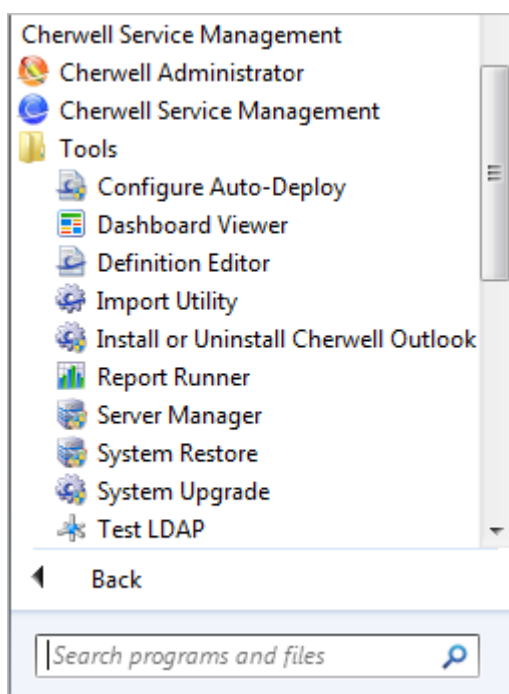 Cherwell Service Management
Cherwell Administrator
Cherwell Service Management
Tools
Configure Auto-Deploy
Dashboard Viewer
Definition Editor
Import Utility
Install or Uninstall Cherwell Outlook
Report Runner
Server Manager
System Restore
System Upgrade
Test LDAP
Back
Search programs and files